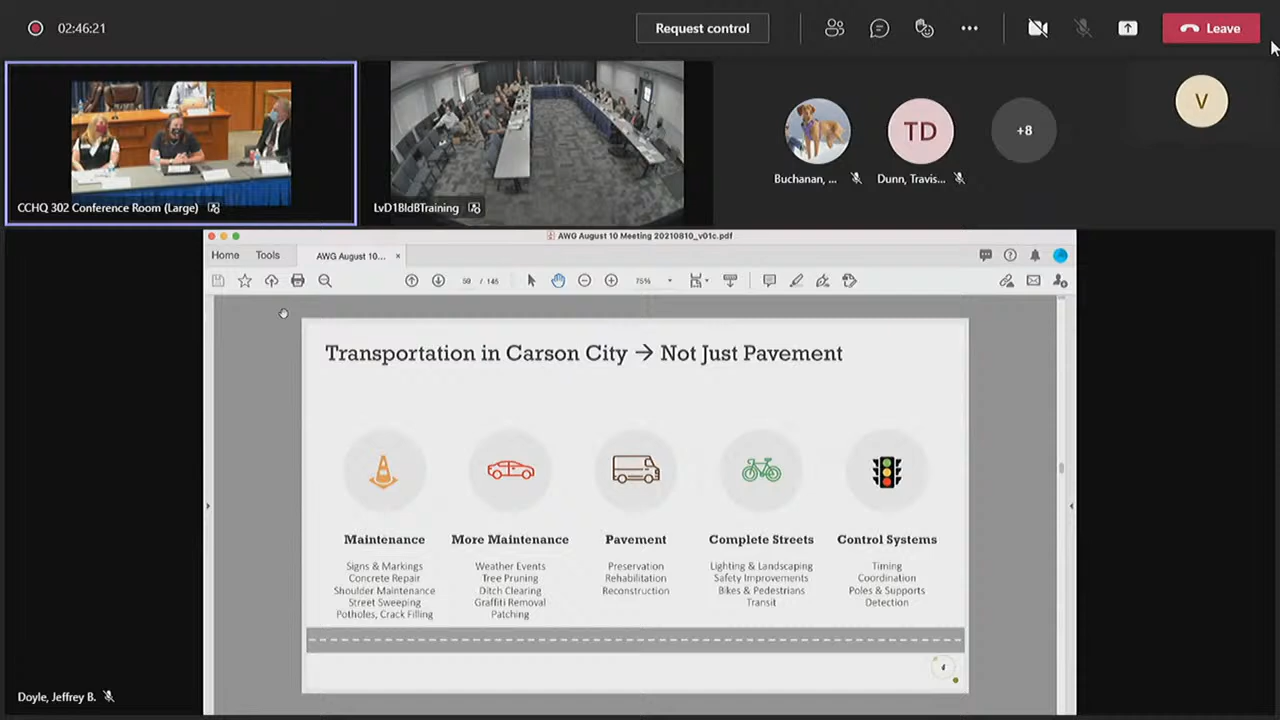 02:46:21
Request control
Leave
CCHQ 302 Conference Room (Large)
LvD1BldBTraining
Buchanan, ...
TD
Dunn, Travis...
+8
V
AWG August 10 Meeting 20210810_v01c.pdf
Home
Tools
AWG August 10...
59 / 145
75%
Transportation in Carson City → Not Just Pavement
Maintenance
Signs & Markings
Concrete Repair
Shoulder Maintenance
Street Sweeping
Potholes, Crack Filling
More Maintenance
Weather Events
Tree Pruning
Ditch Clearing
Graffiti Removal
Patching
Pavement
Preservation
Rehabilitation
Reconstruction
Complete Streets
Lighting & Landscaping
Safety Improvements
Bikes & Pedestrians
Transit
Control Systems
Timing
Coordination
Poles & Supports
Detection
4
Doyle, Jeffrey B.